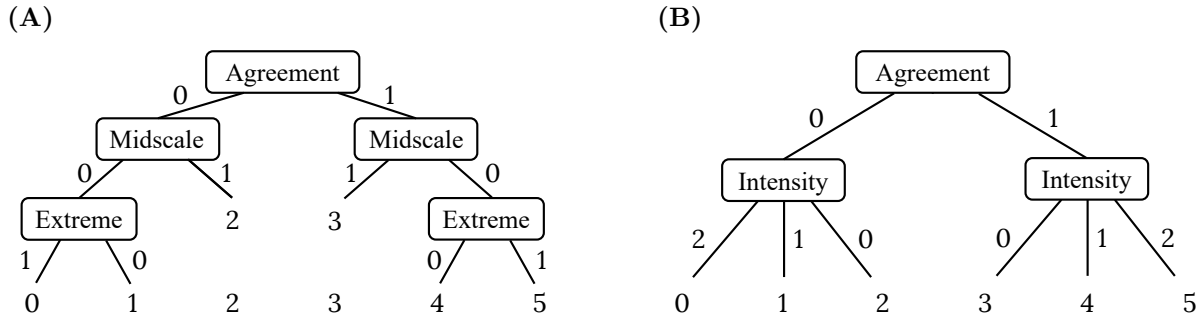 (A)
Agreement
0 1
Midscale Midscale
0 1 1 0
Extreme 2 3 Extreme
1 0 0 1
0 1 2 3 4 5
(B)
Agreement
0 1
Intensity Intensity
2 1 0 0 1 2
0 1 2 3 4 5